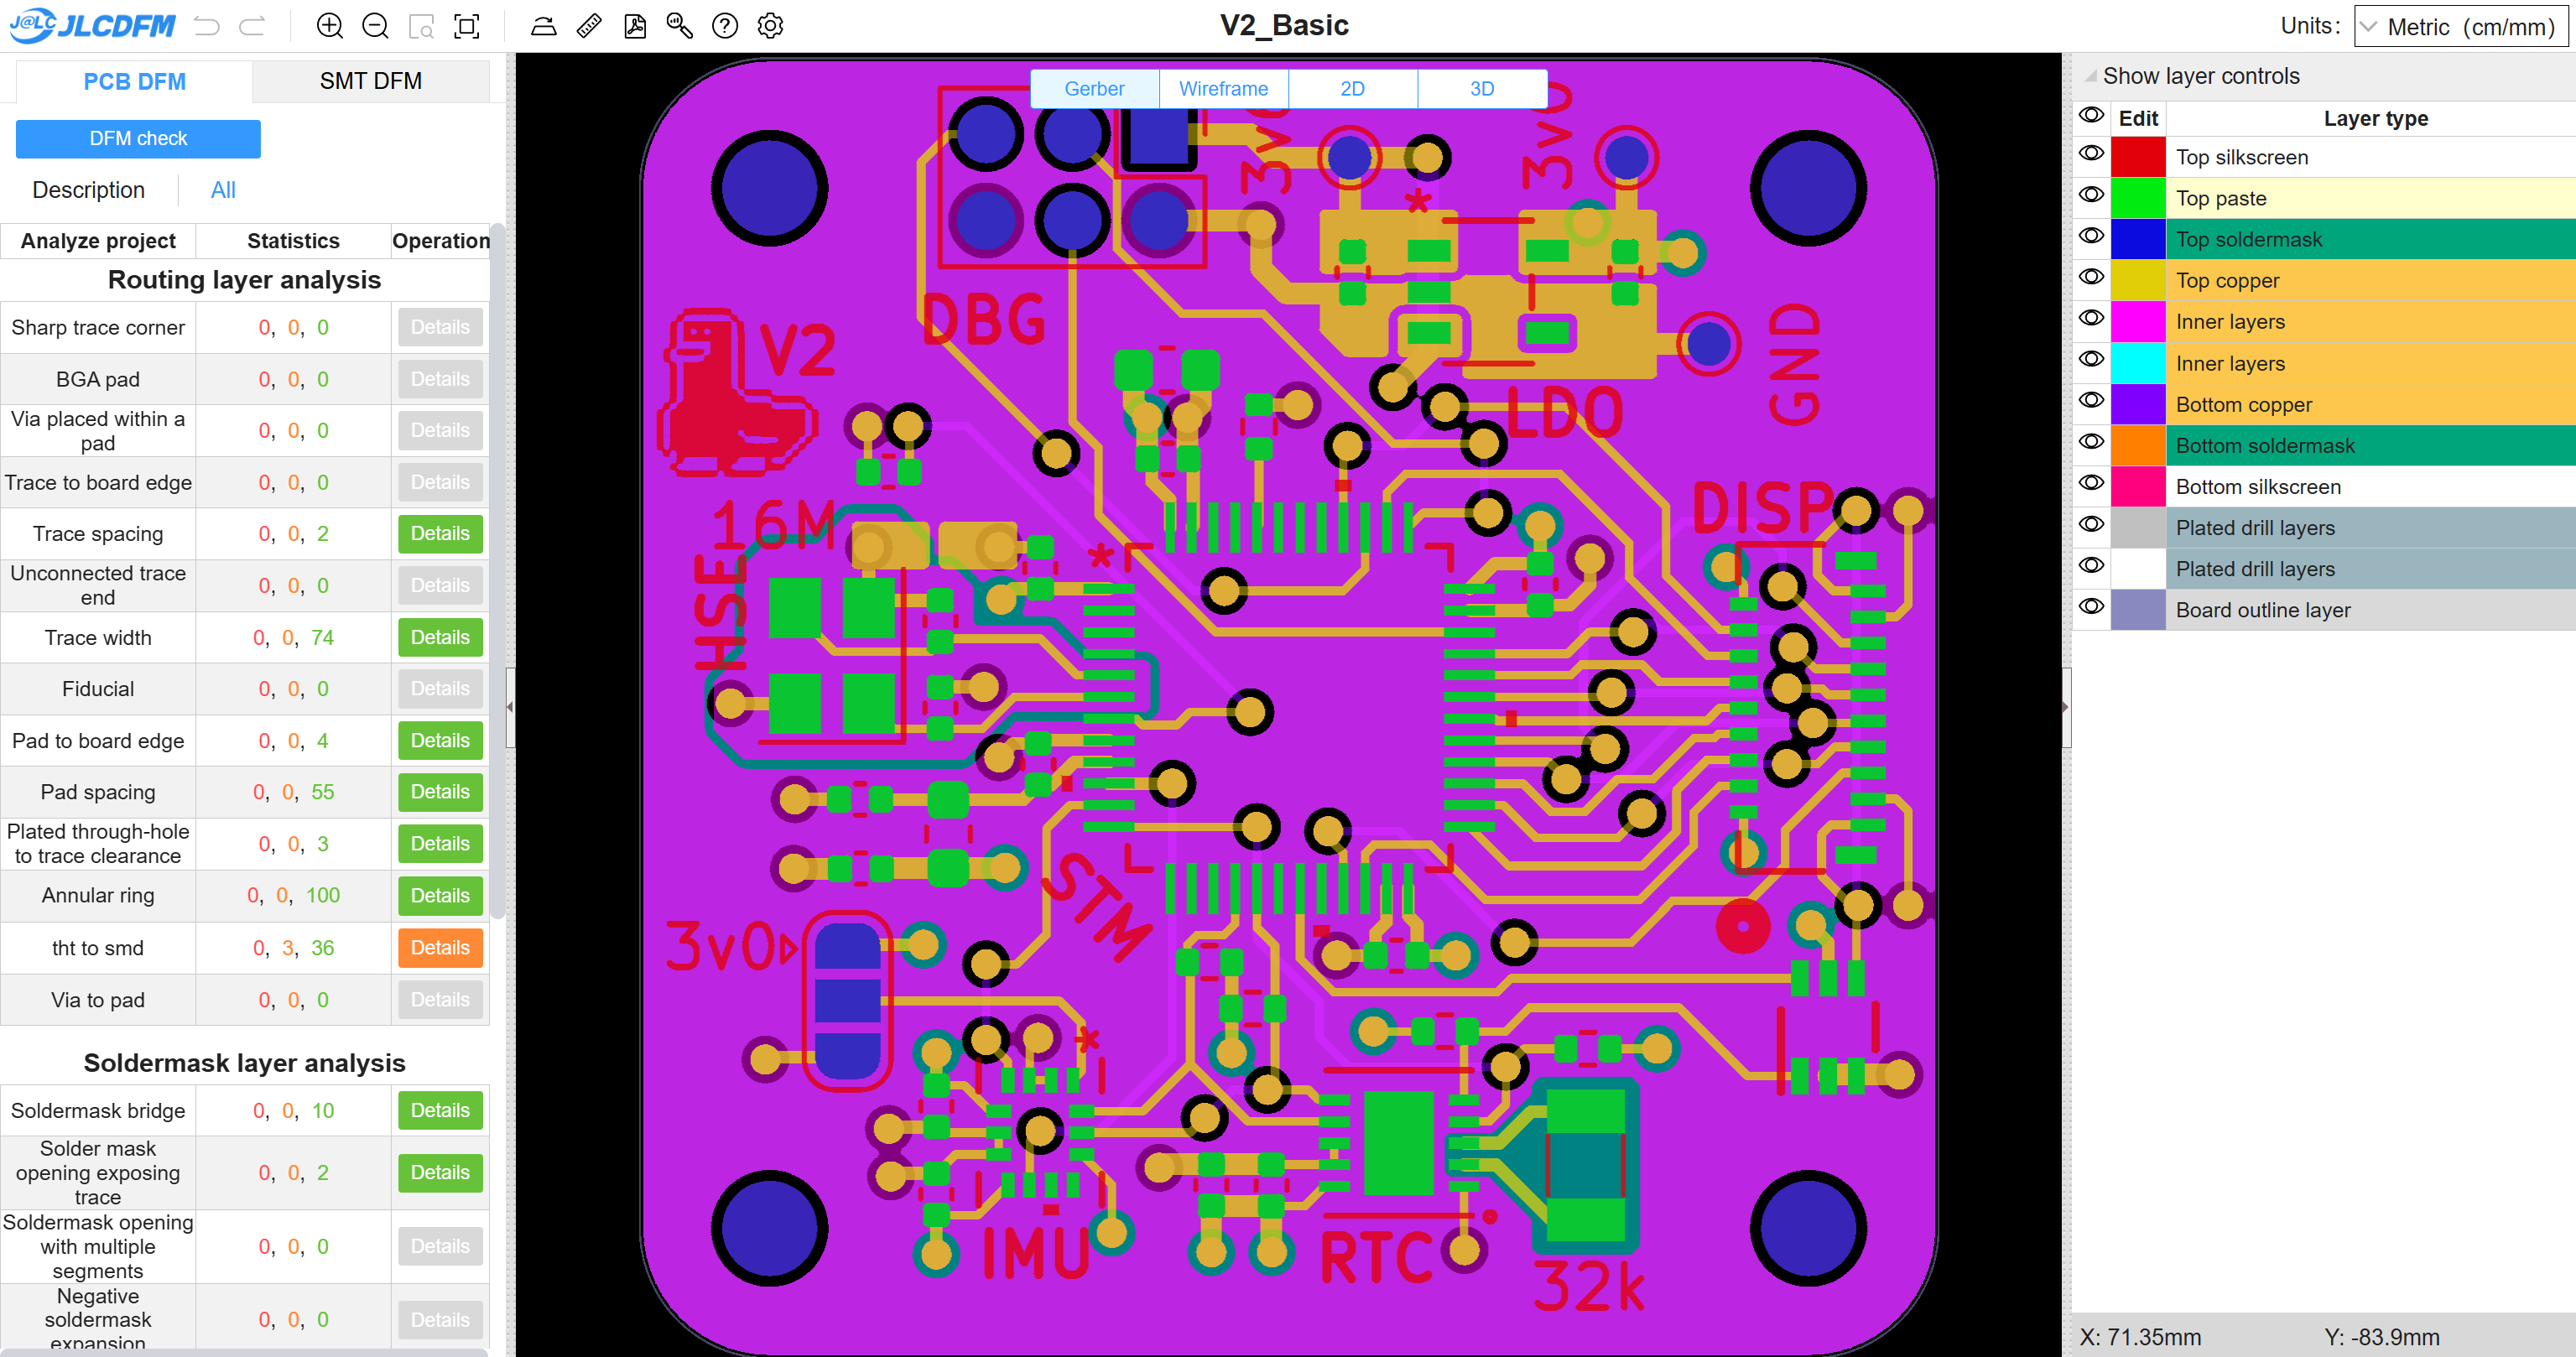 J@LC JLCDFM
V2_Basic
Units: Metric (cm/mm)
PCB DFM
SMT DFM
DFM check
Description
All
Analyze project Statistics Operation
Routing layer analysis
Sharp trace corner 0, 0, 0 Details
BGA pad 0, 0, 0 Details
Via placed within a
pad
0, 0, 0 Details
Trace to board edge 0, 0, 0 Details
Trace spacing 0, 0, 2 Details
Unconnected trace
end
0, 0, 0 Details
Trace width 0, 0, 74 Details
Fiducial 0, 0, 0 Details
Pad to board edge 0, 0, 4 Details
Pad spacing 0, 0, 55 Details
Plated through-hole
to trace clearance
0, 0, 3 Details
Annular ring 0, 0, 100 Details
tht to smd 0, 3, 36 Details
Via to pad 0, 0, 0 Details
Soldermask layer analysis
Soldermask bridge 0, 0, 10 Details
Solder mask
opening exposing
trace
0, 0, 2 Details
Soldermask opening
with multiple
segments
0, 0, 0 Details
Negative
soldermask
expansion
0, 0, 0 Details
Gerber Wireframe 2D 3D
3v0
3v0
DBG
V2
GND
LDO
16M
DISP
HSE
STM
3v0
IMU
RTC
32k
Show layer controls
Edit Layer type
Top silkscreen
Top paste
Top soldermask
Top copper
Inner layers
Inner layers
Bottom copper
Bottom soldermask
Bottom silkscreen
Plated drill layers
Plated drill layers
Board outline layer
X: 71.35mm Y: -83.9mm